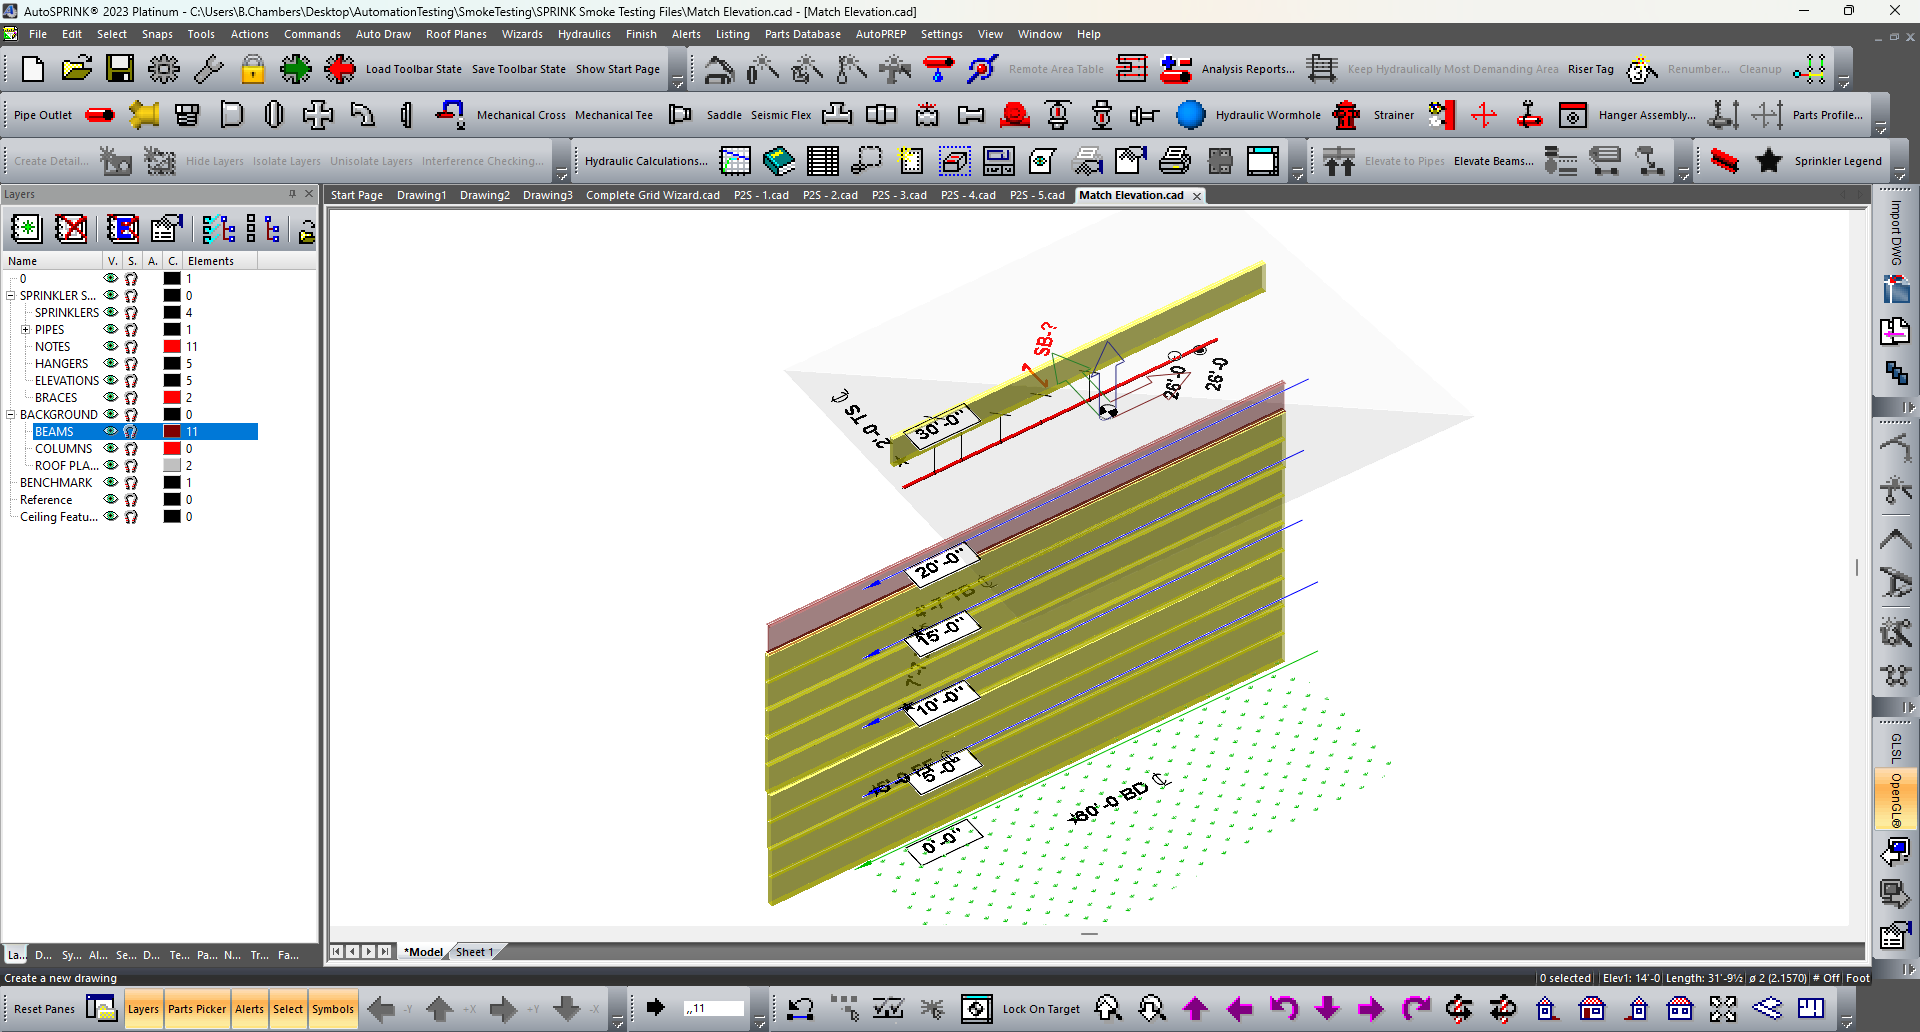 AutoSPRINK® 2023 Platinum - C:\Users\B.Chambers\Desktop\AutomationTesting\SmokeTesting\SPRINK Smoke Testing Files\Match Elevation.cad - [Match Elevation.cad]
File Edit Select Snaps Tools Actions Commands Auto Draw Roof Planes Wizards Hydraulics Finish Alerts Listing Parts Database AutoPREP Settings View Window Help
Load Toolbar State Save Toolbar State Show Start Page Remote Area Table Analysis Reports... Keep Hydraulically Most Demanding Area Riser Tag Renumber... Cleanup
Pipe Outlet Mechanical Cross Mechanical Tee Saddle Seismic Flex Hydraulic Wormhole Strainer Hanger Assembly... Parts Profile...
Create Detail... Hide Layers Isolate Layers Unisolate Layers Interference Checking... Hydraulic Calculations... Elevate to Pipes Elevate Beams... Sprinkler Legend
Layers
Start Page Drawing1 Drawing2 Drawing3 Complete Grid Wizard.cad P2S - 1.cad P2S - 2.cad P2S - 3.cad P2S - 4.cad P2S - 5.cad Match Elevation.cad
Name V. S. A. C. Elements
0 1
SPRINKLER S... 0
SPRINKLERS 4
PIPES 1
NOTES 11
HANGERS 5
ELEVATIONS 5
BRACES 2
BACKGROUND 0
BEAMS 11
COLUMNS 0
ROOF PLA... 2
BENCHMARK 1
Reference 0
Ceiling Featu... 0
SB-?
26'-0
26'-0
2'-0 TS
30'-0"
20'-0"
4'-7 TB
15'-0"
10'-0"
5'-0"
60'-0 BD
0'-0"
Import DWG
GLSL
OpenGL®
La... D... Sy... Al... Se... D... Te... Pa... N... Tr... Fa...
*Model Sheet 1
Create a new drawing
0 selected Elev1: 14'-0 Length: 31'-9½ ø 2 (2.1570) # Off Foot
Reset Panes Layers Parts Picker Alerts Select Symbols -Y +X +Y -X ,,11 Lock On Target